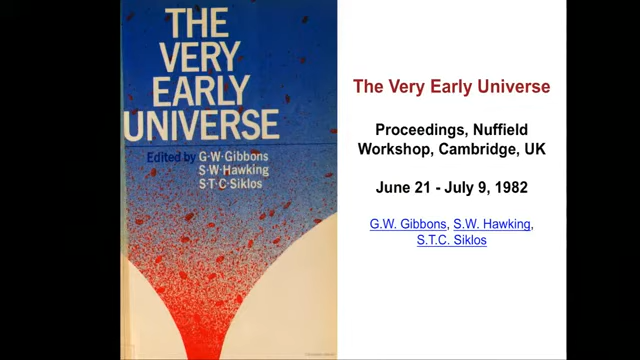 THE
VERY
EARLY
UNIVERSE
Edited by G·W·Gibbons
S·W·Hawking
S·T·C·Siklos
The Very Early Universe
Proceedings, Nuffield
Workshop, Cambridge, UK
June 21 - July 9, 1982
G.W. Gibbons, S.W. Hawking,
S.T.C. Siklos